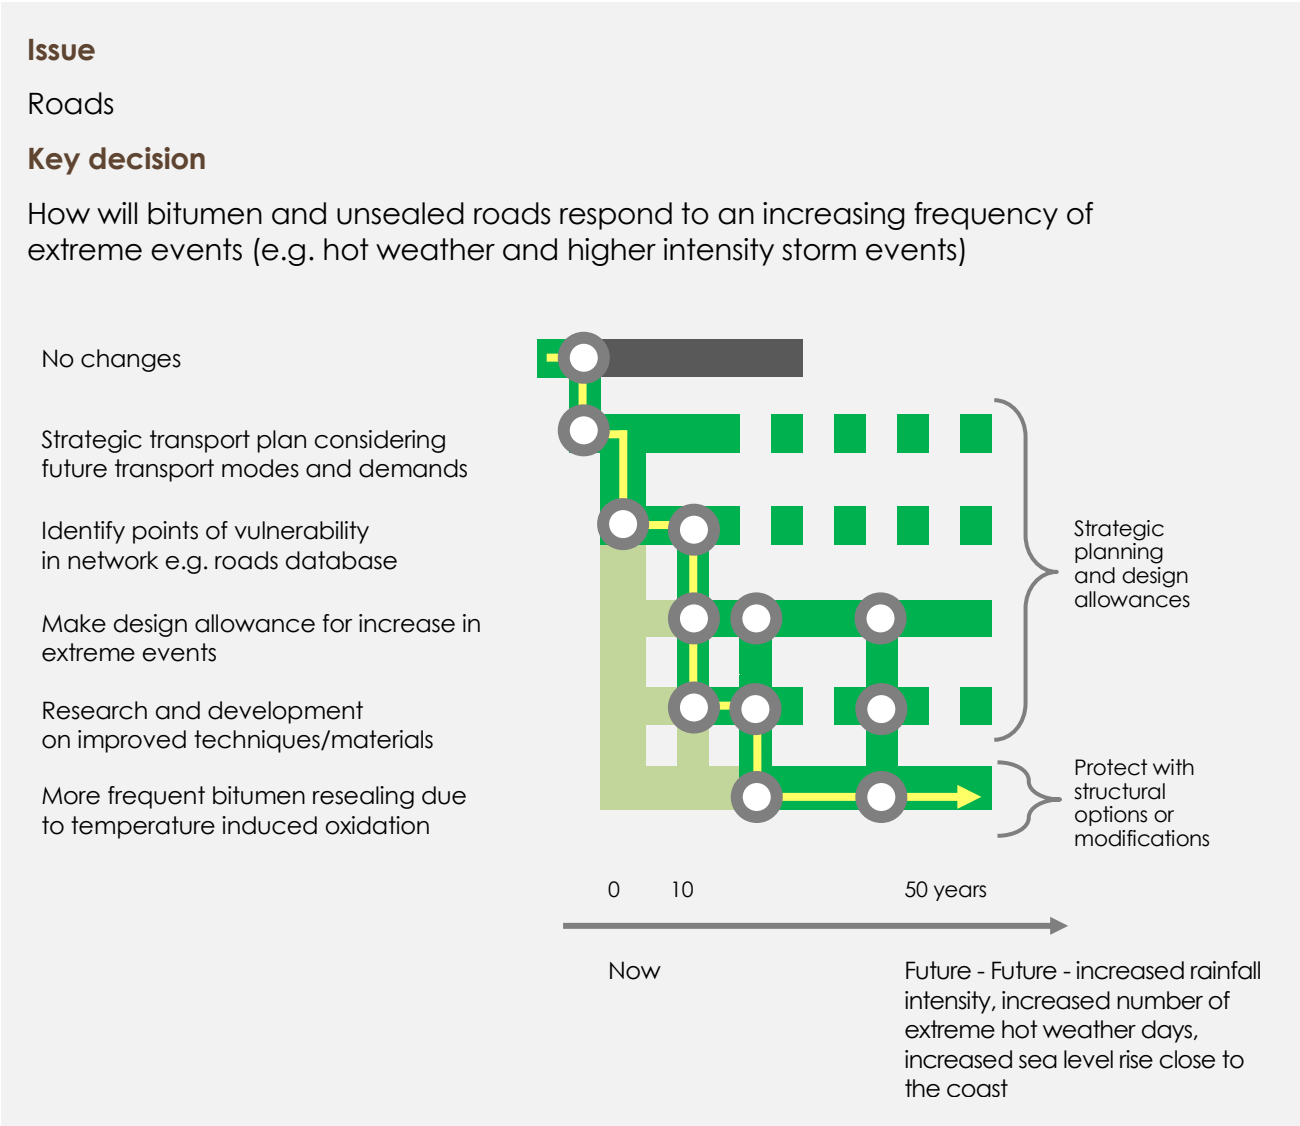 Issue
Roads
Key decision
How will bitumen and unsealed roads respond to an increasing frequency of
extreme events (e.g. hot weather and higher intensity storm events)
No changes
Strategic transport plan considering
future transport modes and demands
Identify points of vulnerability
in network e.g. roads database
Make design allowance for increase in
extreme events
Research and development
on improved techniques/materials
More frequent bitumen resealing due
to temperature induced oxidation
Strategic
planning
and design
allowances
Protect with
structural
options or
modifications
0
10
50 years
Now
Future - Future - increased rainfall
intensity, increased number of
extreme hot weather days,
increased sea level rise close to
the coast